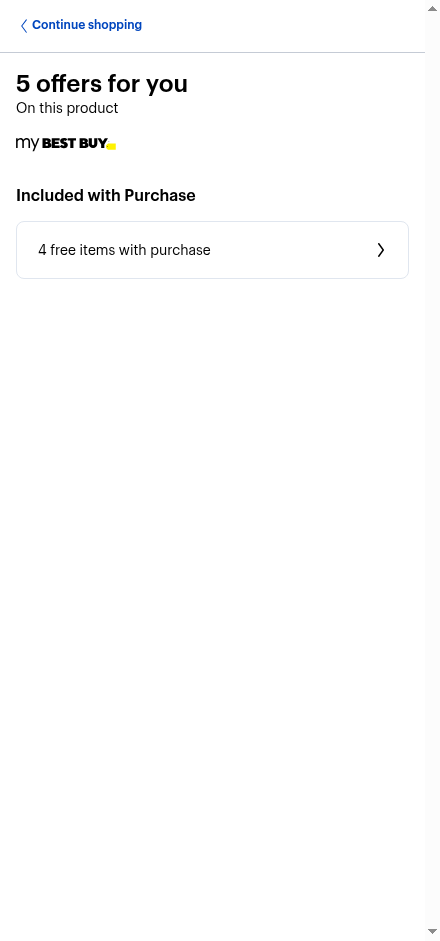 Continue shopping
5 offers for you
On this product
my BEST BUY
Included with Purchase
4 free items with purchase